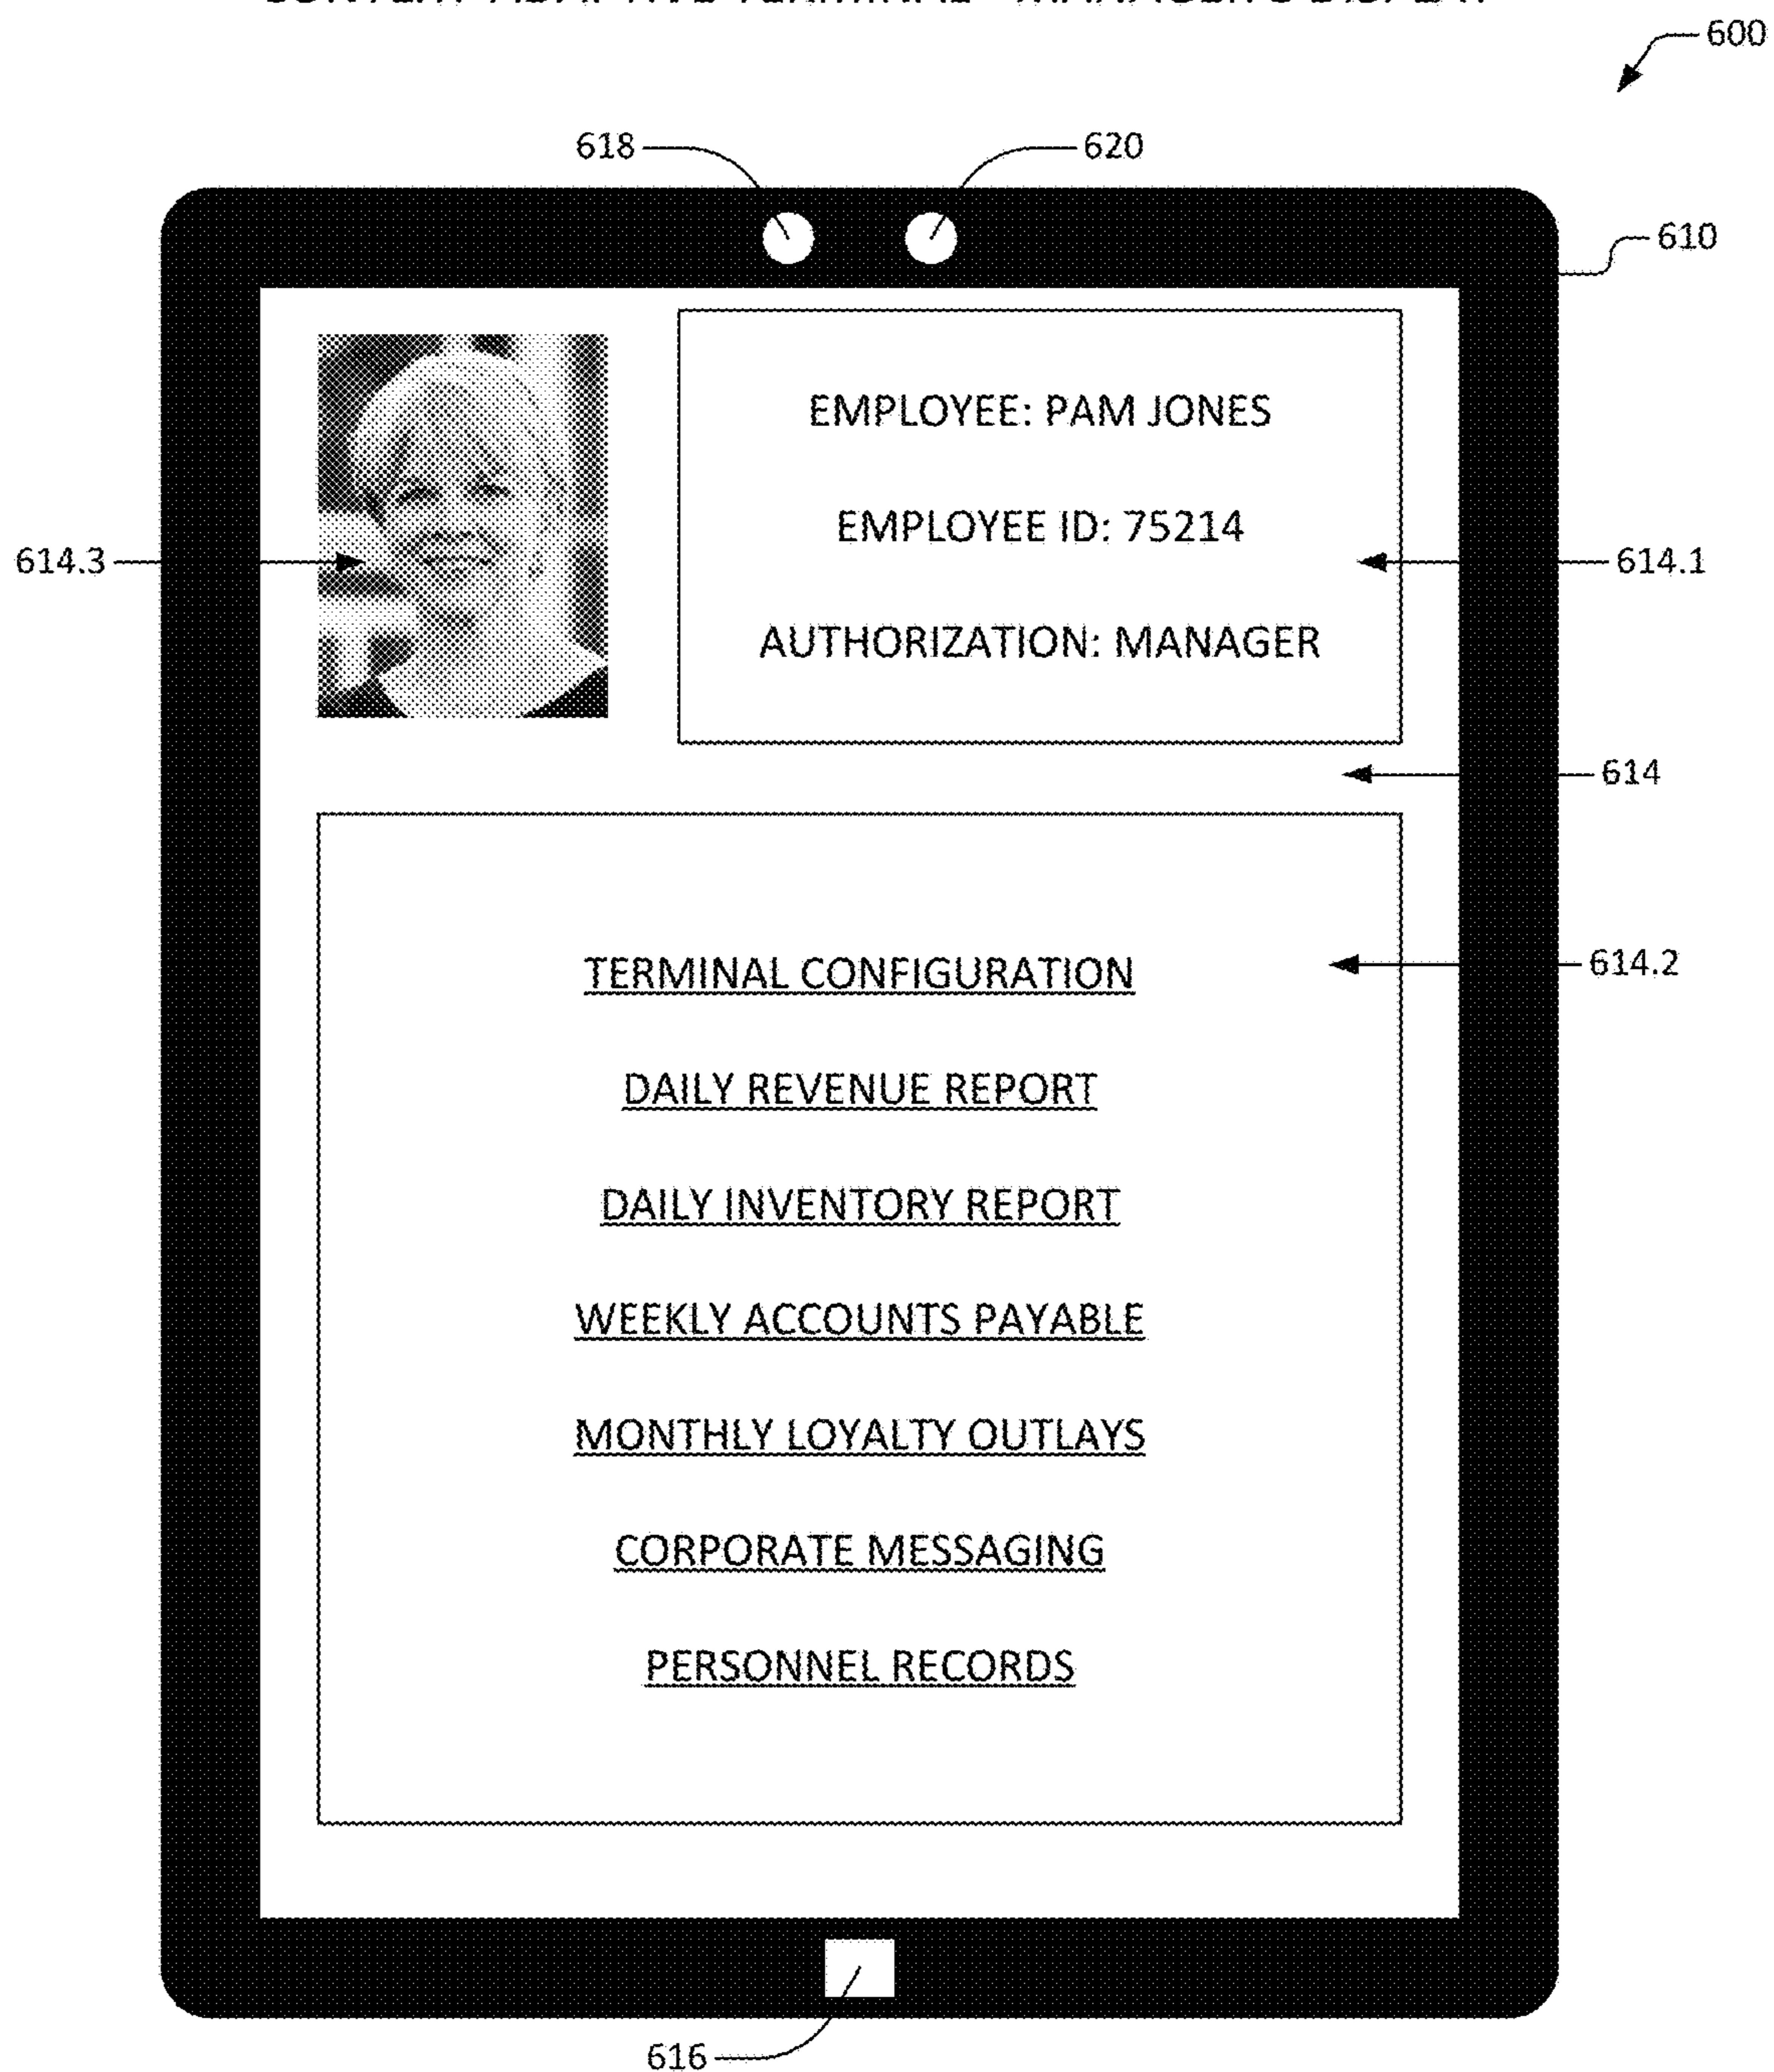 600
618
620
610
EMPLOYEE: PAM JONES
EMPLOYEE ID: 75214
614.3
614.1
AUTHORIZATION: MANAGER
614
TERMINAL CONFIGURATION
614.2
DAILY REVENUE REPORT
DAILY INVENTORY REPORT
WEEKLY ACCOUNTS PAYABLE
MONTHLY LOYALTY OUTLAYS
CORPORATE MESSAGING
PERSONNEL RECORDS
616